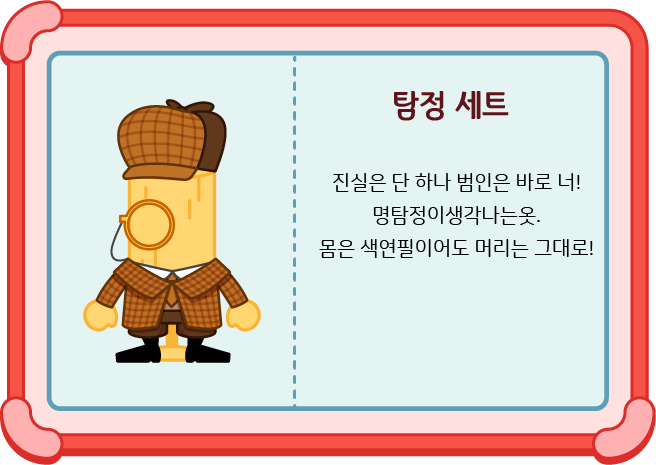 탐정 세트
진실은 단 하나 범인은 바로 너!
명탐정이생각나는옷.
몸은 색연필이어도 머리는 그대로!